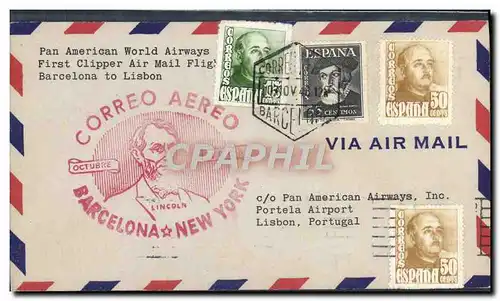 Pan American World Airways
First Clipper Air Mail
Barcelona to Lisbon
CORREO AEREO
OCTUBRE
LINCOLN
BARCELONA ★ NEW YORK
CORREOS
ESPAÑA
ESPAÑA
CORREOS
50
ESPAÑA
CENTS
CPAPHIL
VIA AIR MAIL
c/o Pan American Airways, Inc.
Portela Airport
Lisbon, Portugal
CORREOS
50
ESPAÑA
CENTS